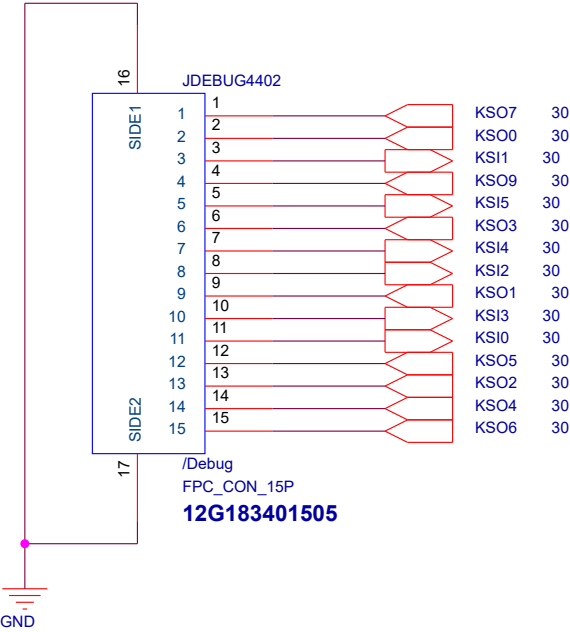 JDEBUG4402
16
SIDE1
1 1 KSO7 30
2 2 KSO0 30
3 3 KSI1 30
4 4 KSO9 30
5 5 KSI5 30
6 6 KSO3 30
7 7 KSI4 30
8 8 KSI2 30
9 9 KSO1 30
10 10 KSI3 30
11 11 KSI0 30
12 12 KSO5 30
13 13 KSO2 30
14 14 KSO4 30
15 15 KSO6 30
SIDE2
17
/Debug
FPC_CON_15P
12G183401505
GND